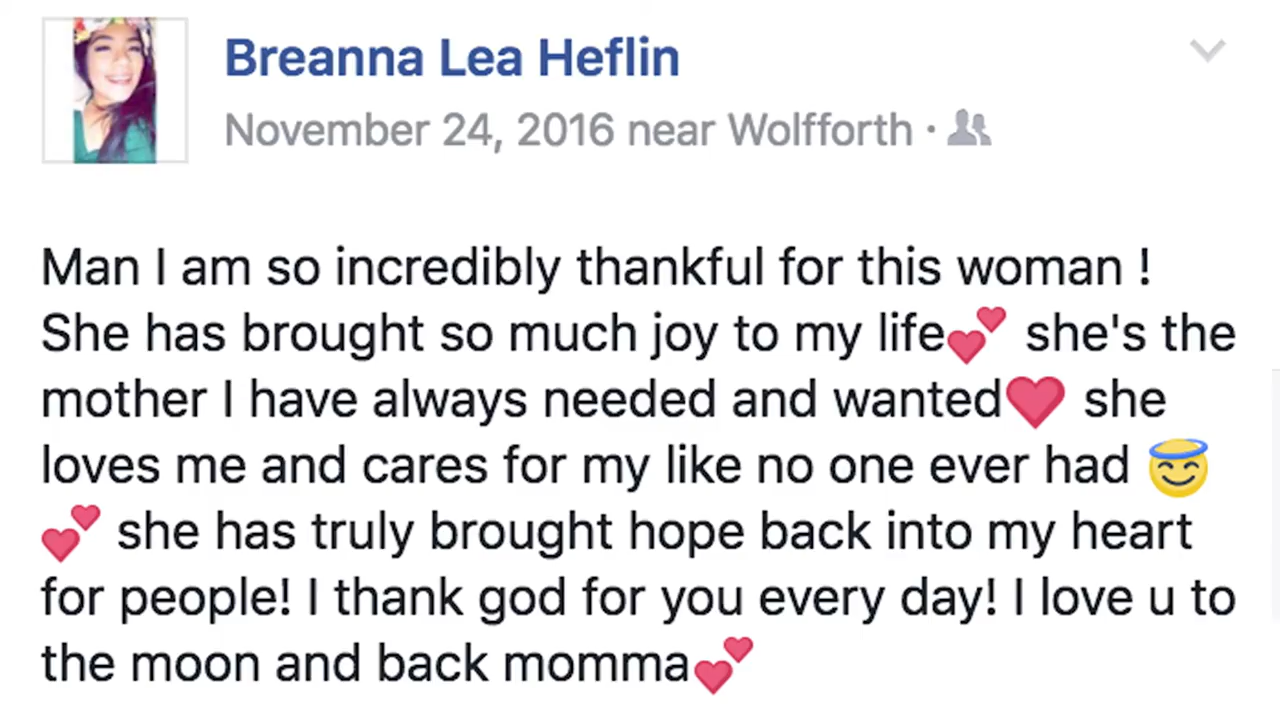 Breanna Lea Heflin
November 24, 2016 near Wolfforth ·
Man I am so incredibly thankful for this woman !
She has brought so much joy to my life💕 she's the
mother I have always needed and wanted❤️ she
loves me and cares for my like no one ever had 😇
💕 she has truly brought hope back into my heart
for people! I thank god for you every day! I love u to
the moon and back momma💕